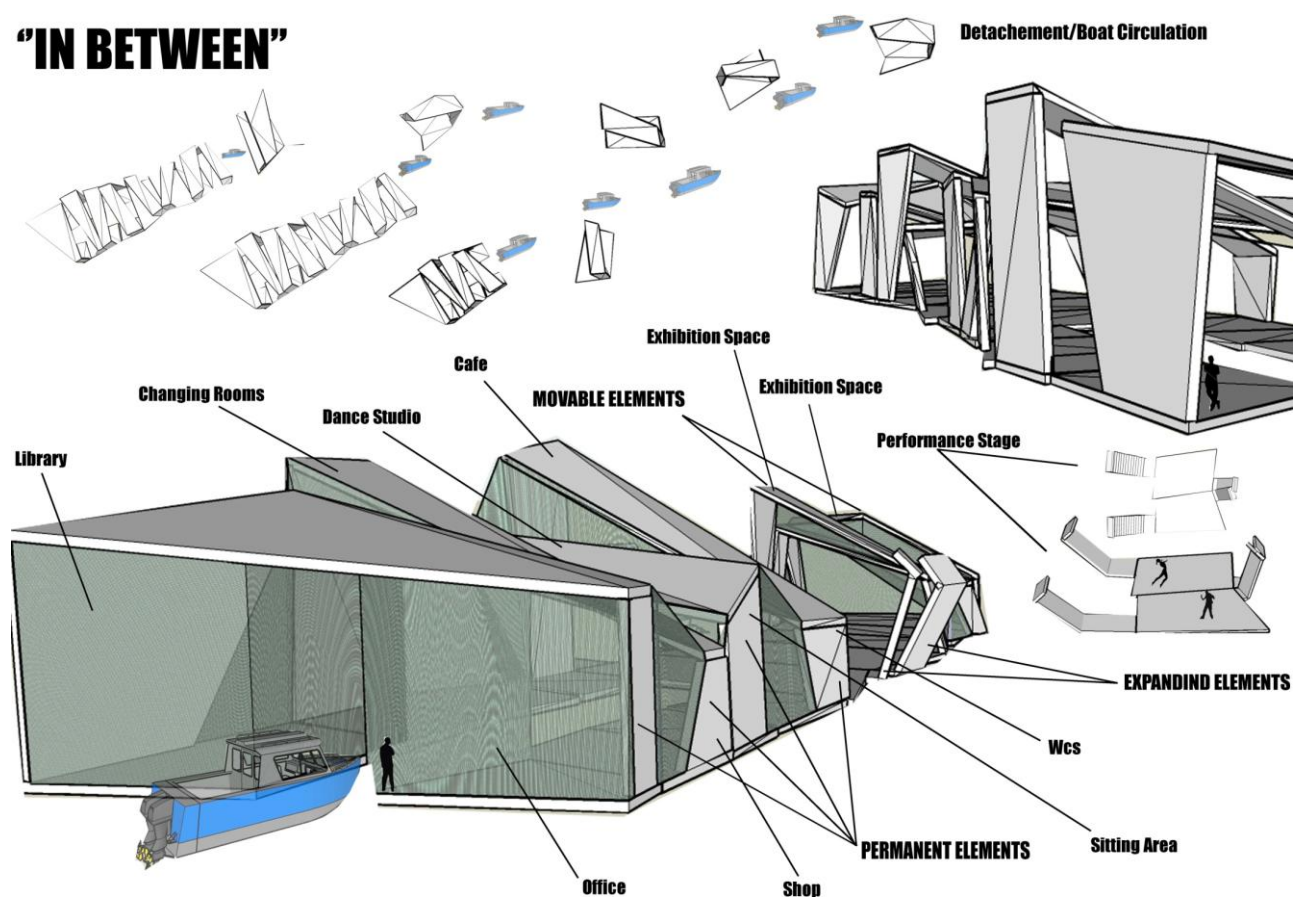 "IN BETWEEN"
Detachement/Boat Circulation
Exhibition Space
Cafe
Exhibition Space
Changing Rooms
MOVABLE ELEMENTS
Dance Studio
Performance Stage
Library
EXPANDIND ELEMENTS
Wcs
Sitting Area
PERMANENT ELEMENTS
Office
Shop